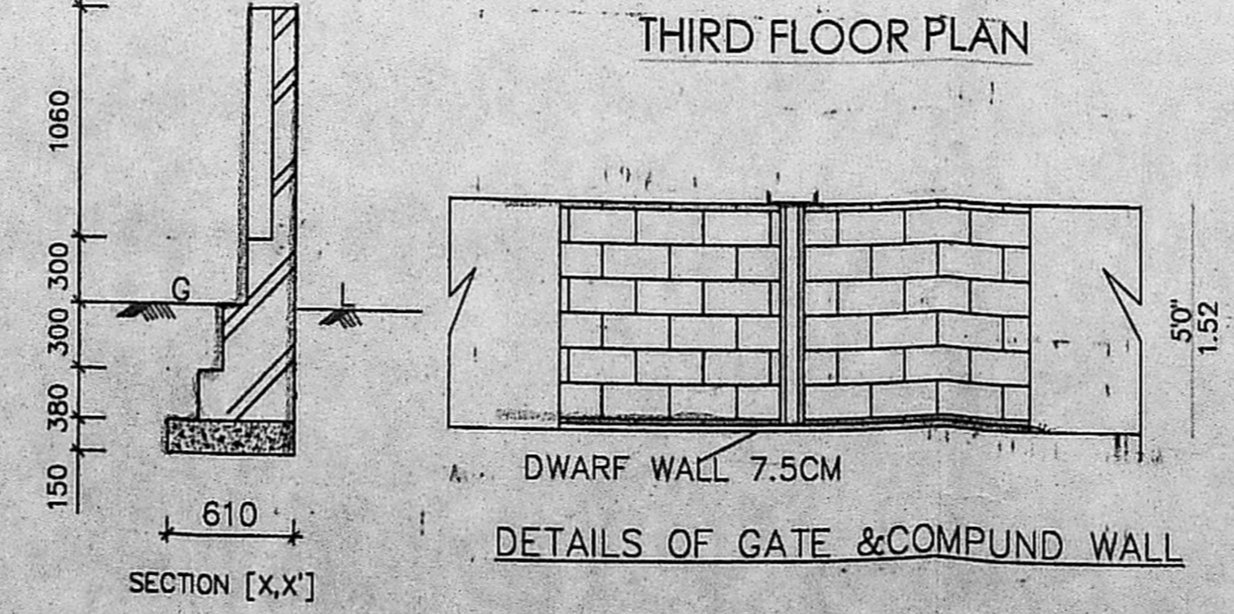 THIRD FLOOR PLAN
1060
300
G
L
300
380
150
610
SECTION [X,X']
5'0"
1.52
DWARF WALL 7.5CM
DETAILS OF GATE &COMPUND WALL